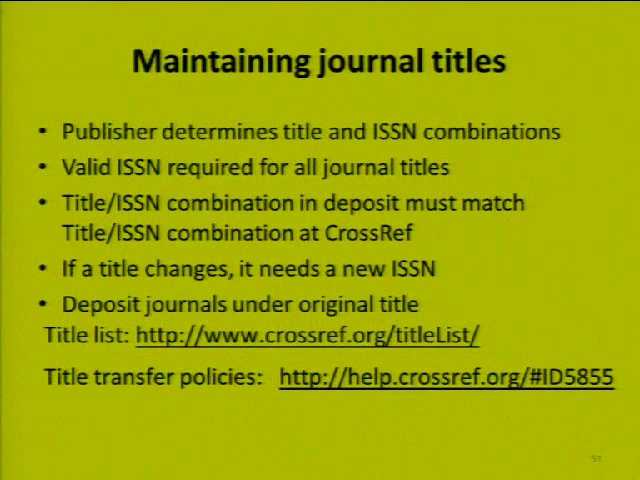 Maintaining journal titles
• Publisher determines title and ISSN combinations
• Valid ISSN required for all journal titles
• Title/ISSN combination in deposit must match
Title/ISSN combination at CrossRef
• If a title changes, it needs a new ISSN
• Deposit journals under original title
Title list: http://www.crossref.org/titleList/
Title transfer policies: http://help.crossref.org/#ID5855